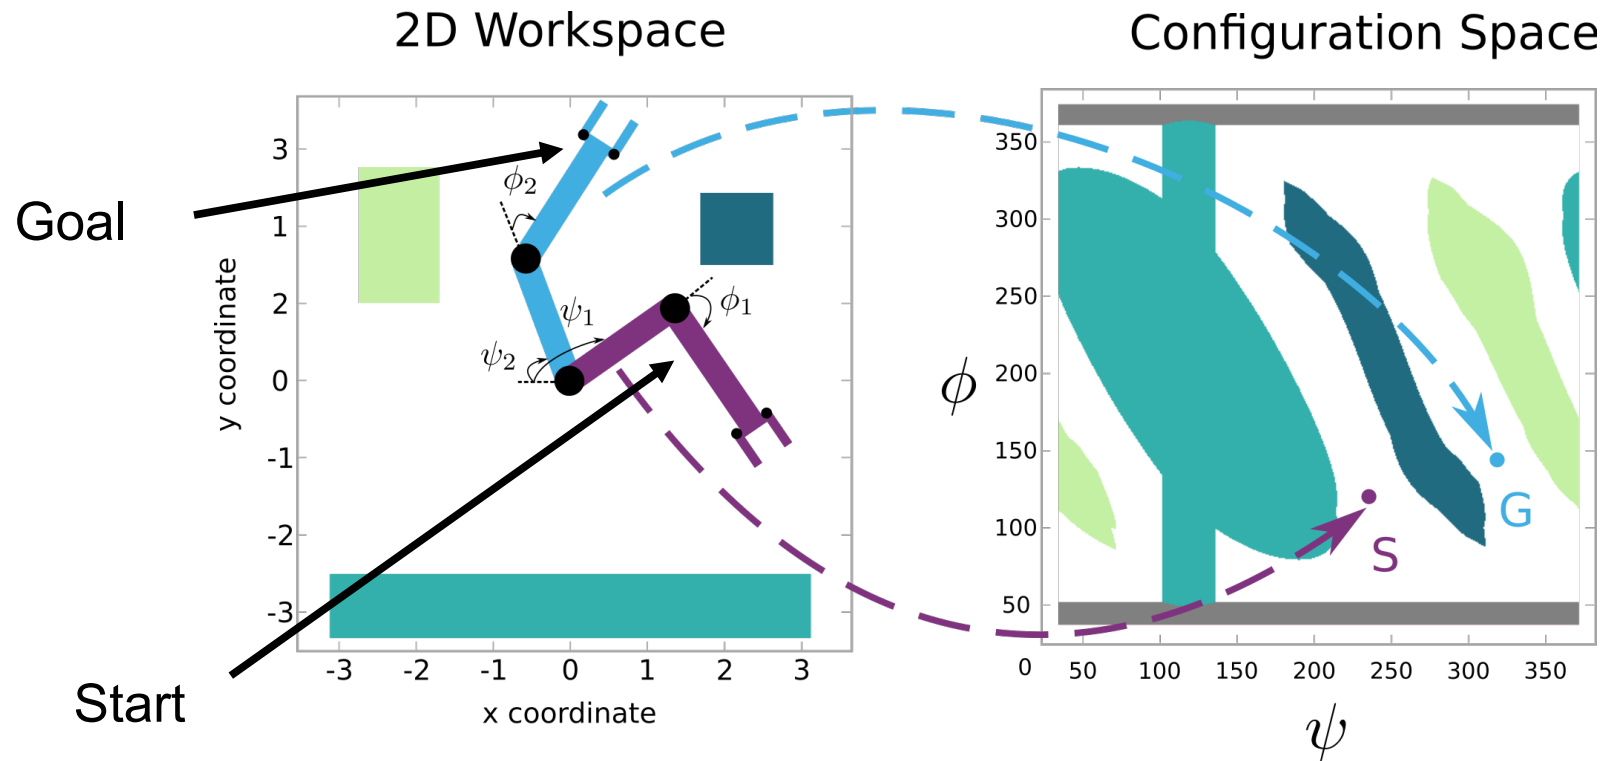 2D Workspace
Goal
Start
3
1
2
0
-1
-2
-3
y coordinate
-3
-2
-1
0
1
2
3
x coordinate
ϕ₂
ψ₁
ψ₂
ϕ₁
Configuration Space
350
300
250
200
150
100
50
0
ϕ
50
100
150
200
250
300
350
ψ
G
S